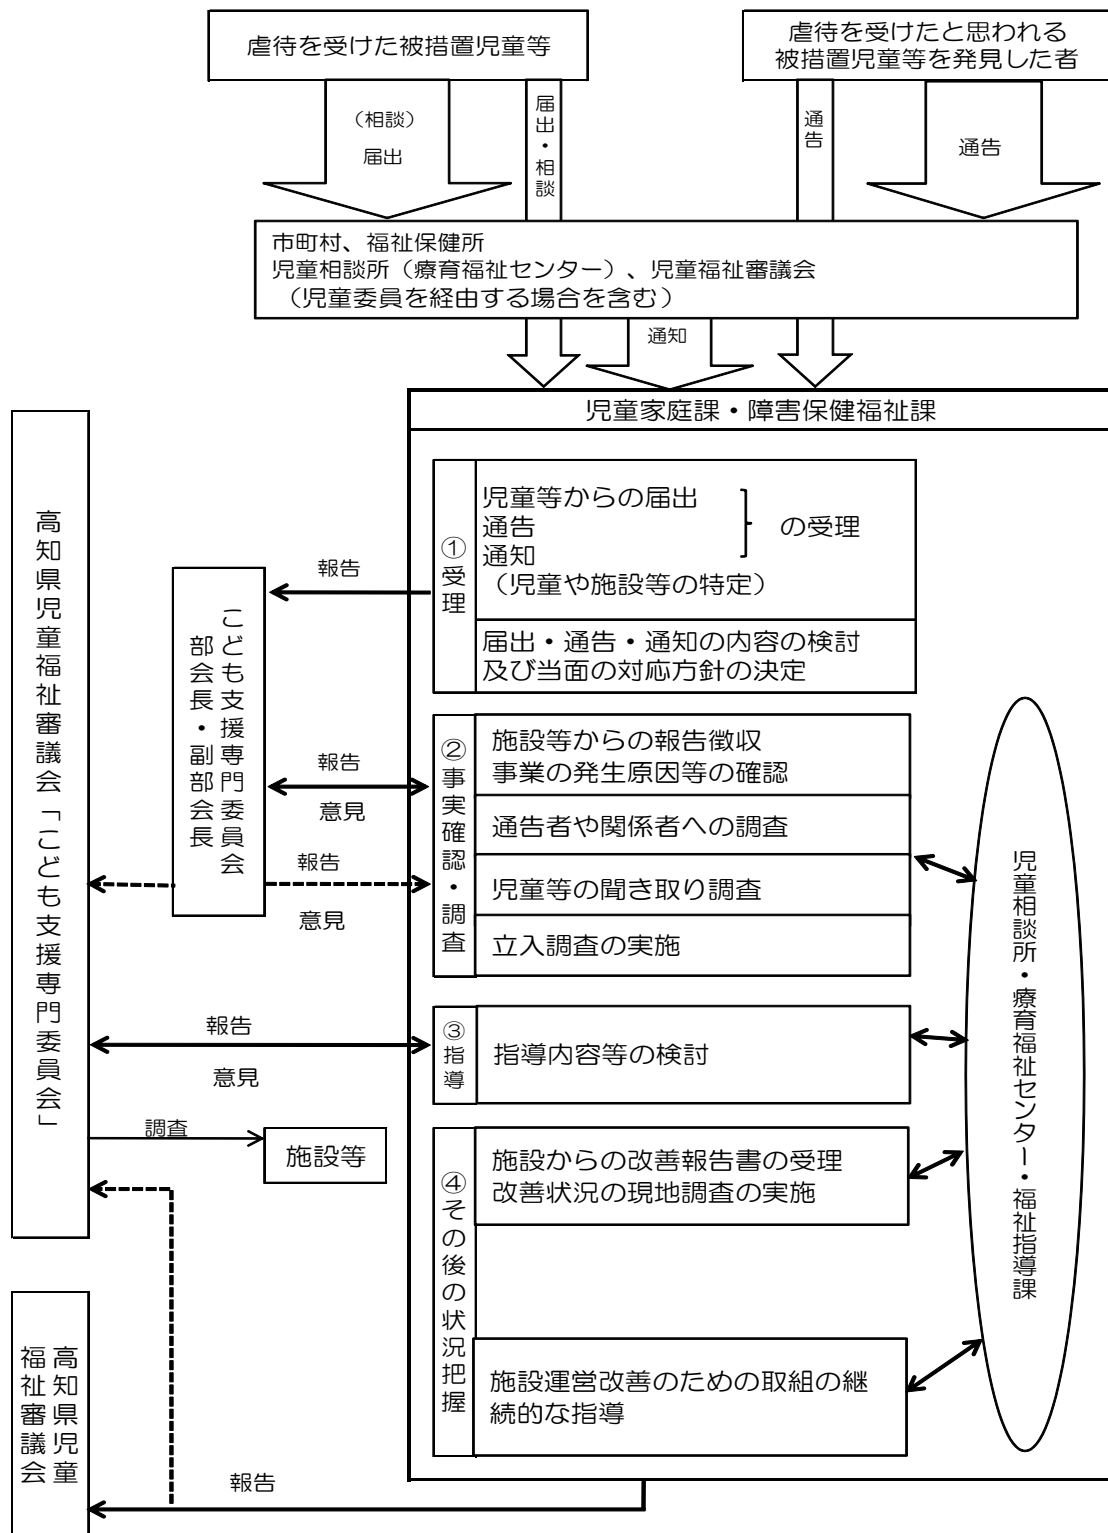 虐待を受けた被措置児童等
虐待を受けたと思われる
被措置児童等を発見した者
（相談）
届出
届出・相談
通告
通告
市町村、福祉保健所
児童相談所（療育福祉センター）、児童福祉審議会
（児童委員を経由する場合を含む）
通知
児童家庭課・障害保健福祉課
①受理
児童等からの届出
通告
通知
の受理
（児童や施設等の特定）
届出・通告・通知の内容の検討
及び当面の対応方針の決定
報告
高知県児童福祉審議会「こども支援専門委員会」
こども支援専門委員会
部会長・副部会長
②事実確認・調査
施設等からの報告徴収
事業の発生原因等の確認
通告者や関係者への調査
児童等の聞き取り調査
立入調査の実施
報告
意見
報告
意見
児童相談所・療育福祉センター・福祉指導課
③指導
指導内容等の検討
報告
意見
調査
施設等
④その後の状況把握
施設からの改善報告書の受理
改善状況の現地調査の実施
施設運営改善のための取組の継
続的な指導
高知県児童
福祉審議会
報告